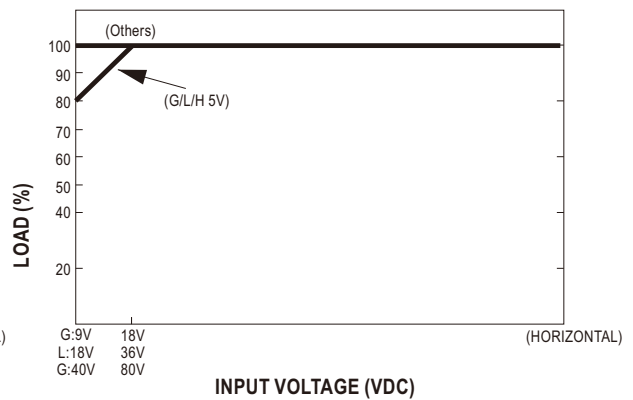 (Others)
100
90
(G/L/H 5V)
80
70
60
50
40
20
LOAD (%)
)
G:9V 18V (HORIZONTAL)
L:18V 36V
G:40V 80V
INPUT VOLTAGE (VDC)